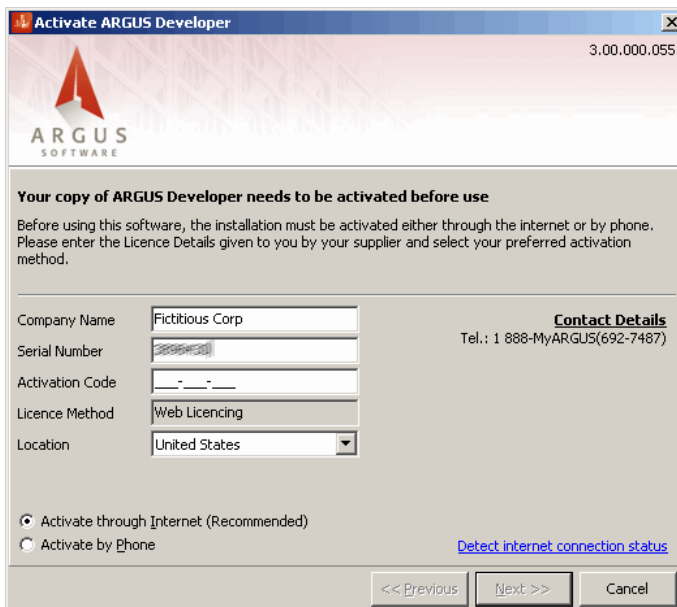 Activate ARGUS Developer
3.00.000.055
ARGUS
SOFTWARE
Your copy of ARGUS Developer needs to be activated before use
Before using this software, the installation must be activated either through the internet or by phone.
Please enter the Licence Details given to you by your supplier and select your preferred activation
method.
Company Name Fictitious Corp
Contact Details
Serial Number
Tel.: 1 888-MyARGUS(692-7487)
Activation Code ___-___-___
Licence Method Web Licencing
Location United States
Activate through Internet (Recommended)
Activate by Phone
Detect internet connection status
<< Previous Next >> Cancel